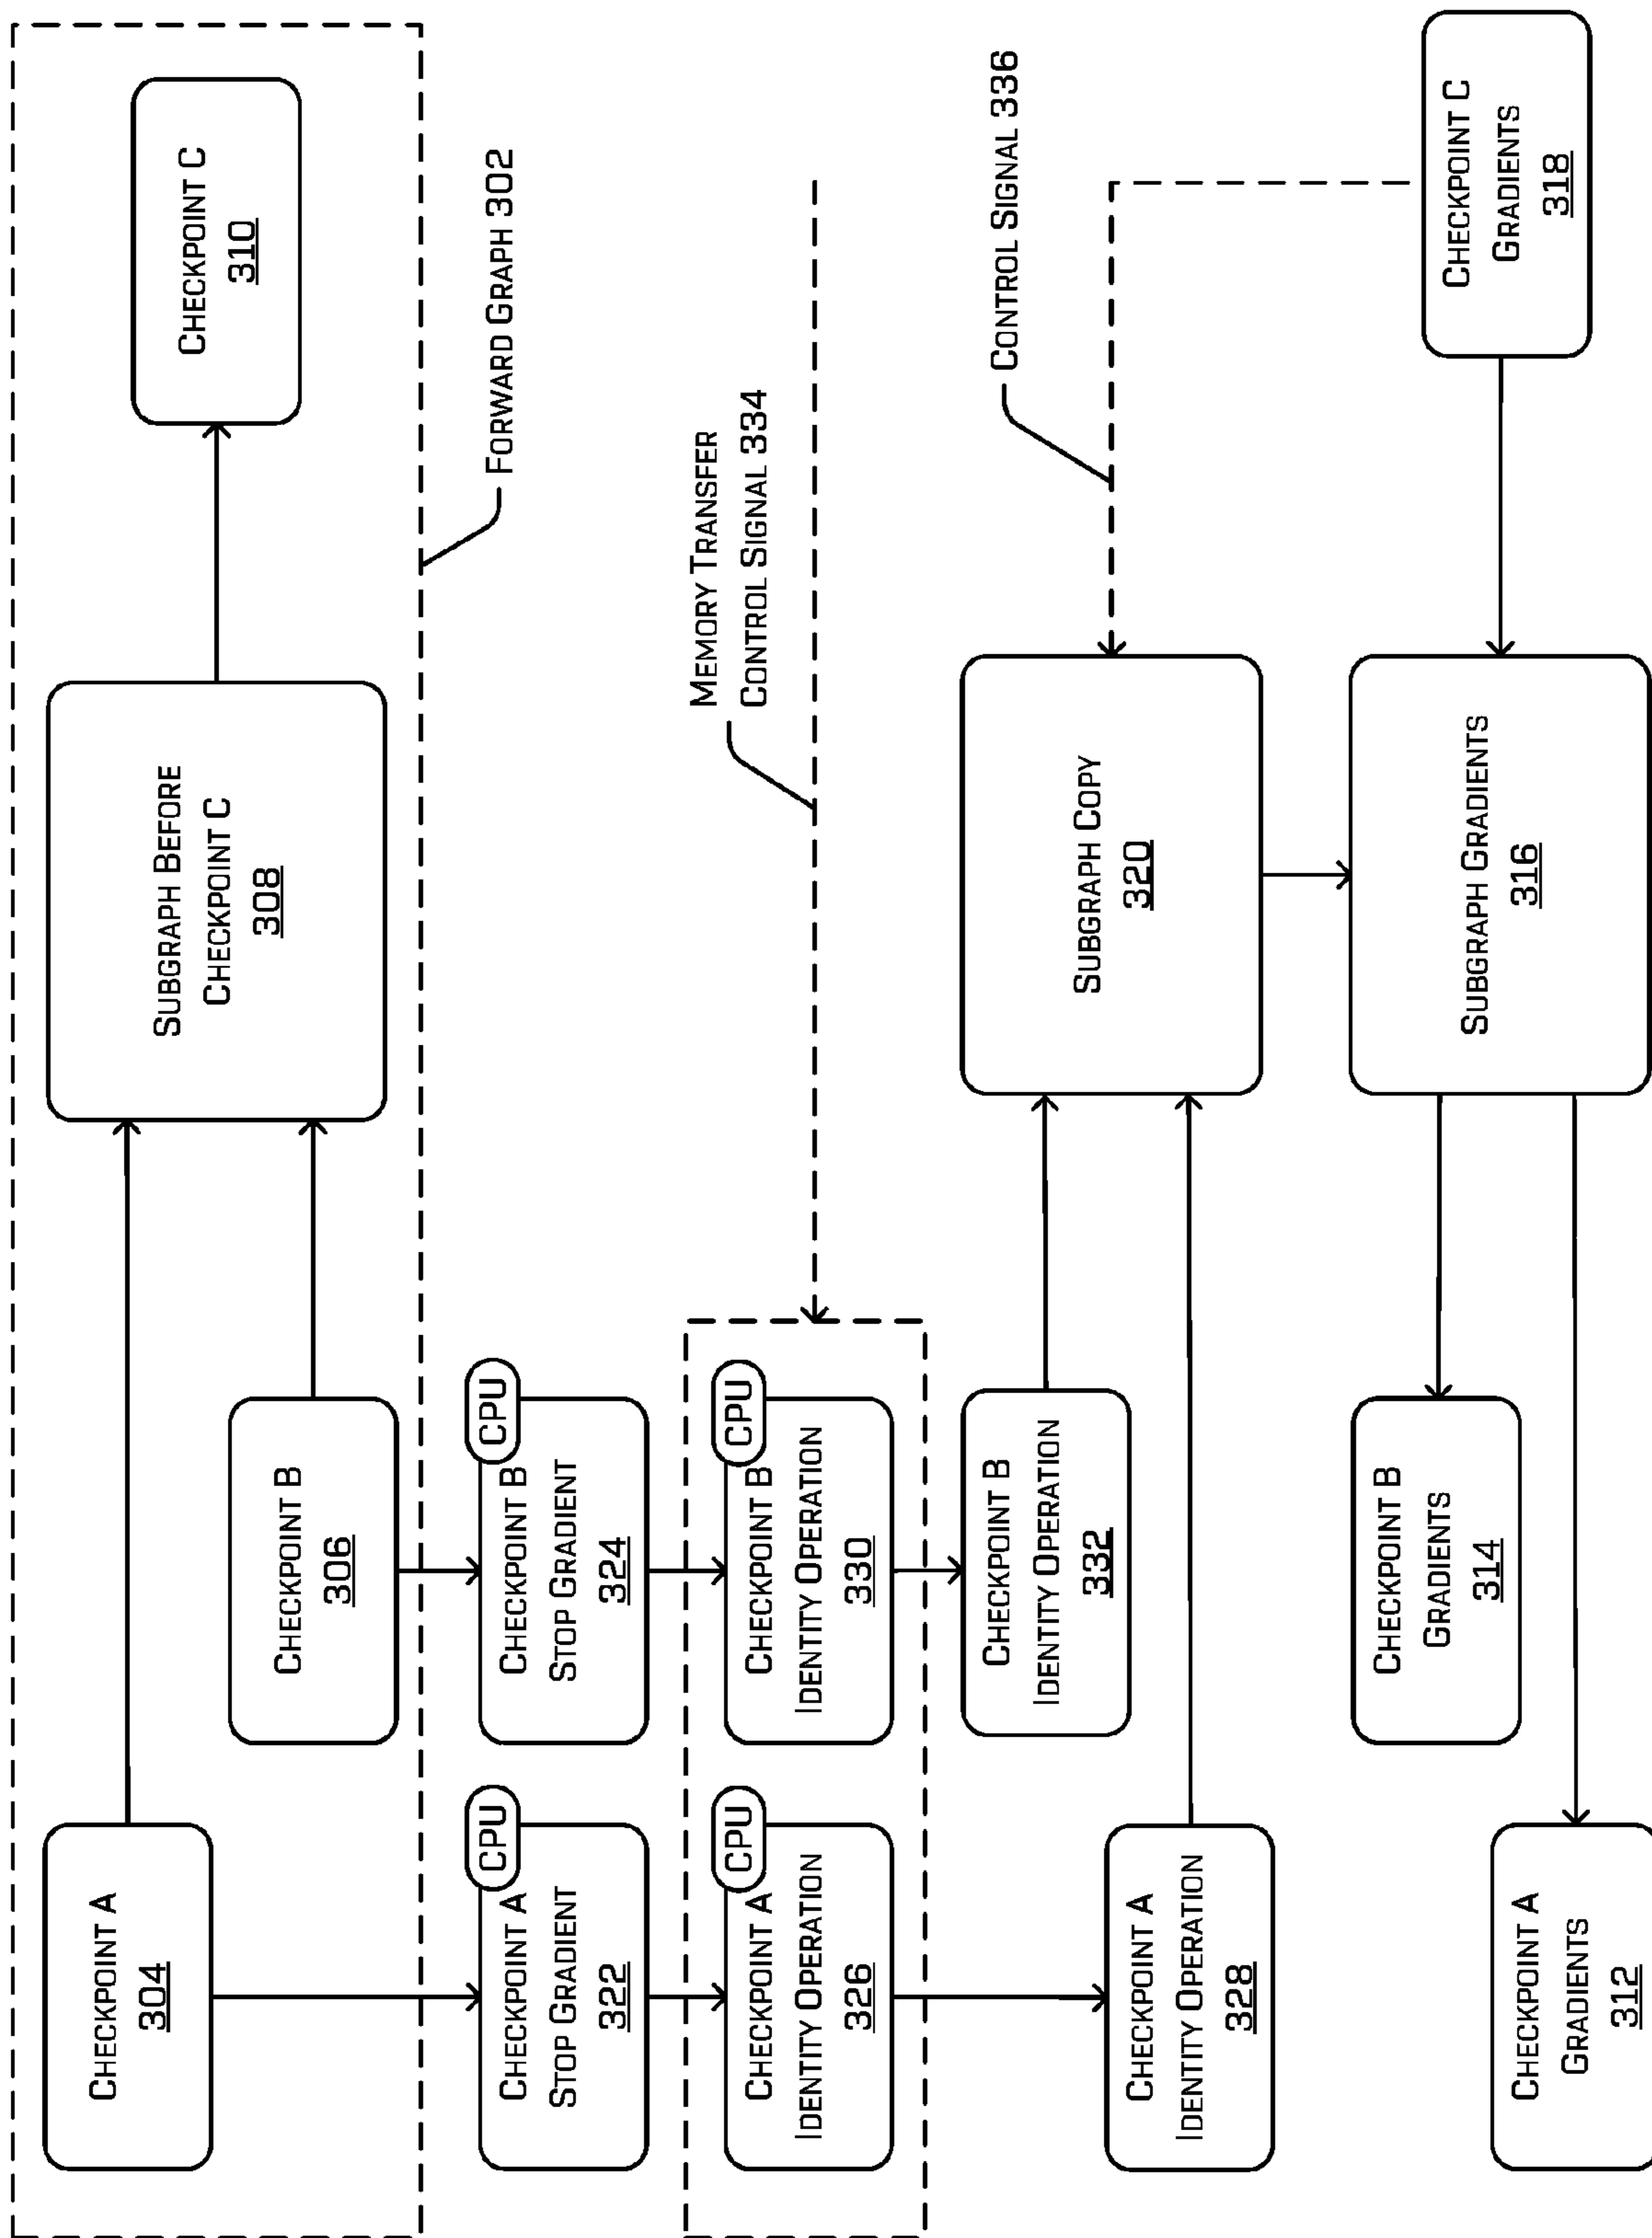 CHECKPOINT A
304
CHECKPOINT B
306
SUBGRAPH BEFORE
CHECKPOINT C
308
CHECKPOINT C
310
FORWARD GRAPH 302
CPU
CHECKPOINT A
STOP GRADIENT
322
CPU
CHECKPOINT B
STOP GRADIENT
324
MEMORY TRANSFER
CONTROL SIGNAL 334
CPU
CHECKPOINT A
IDENTITY OPERATION
326
CPU
CHECKPOINT B
IDENTITY OPERATION
330
CHECKPOINT B
IDENTITY OPERATION
332
CHECKPOINT A
IDENTITY OPERATION
328
SUBGRAPH COPY
320
CONTROL SIGNAL 336
CHECKPOINT A
GRADIENTS
312
CHECKPOINT B
GRADIENTS
314
SUBGRAPH GRADIENTS
316
CHECKPOINT C
GRADIENTS
318